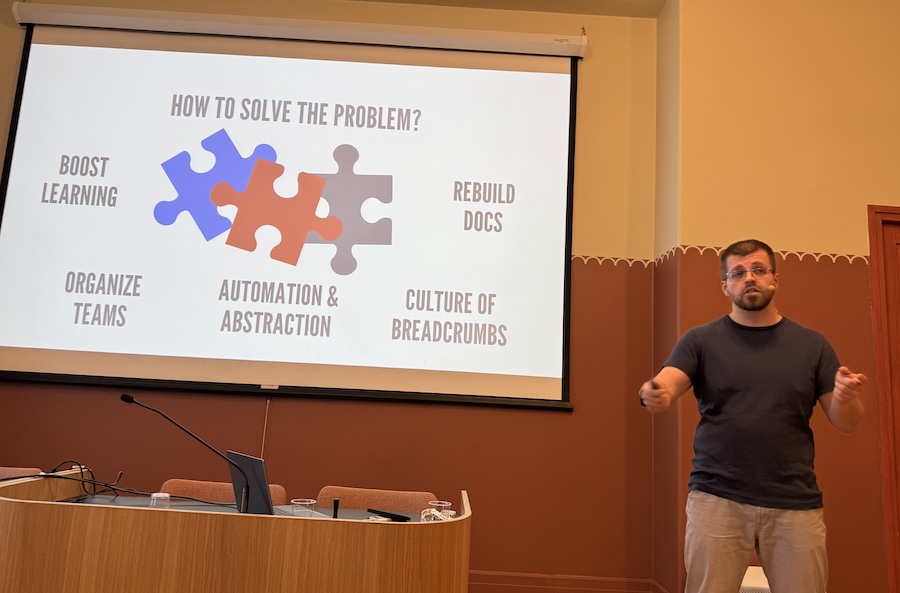 HOW TO SOLVE THE PROBLEM?
BOOST
LEARNING
REBUILD
DOCS
ORGANIZE
TEAMS
AUTOMATION &
ABSTRACTION
CULTURE OF
BREADCRUMBS